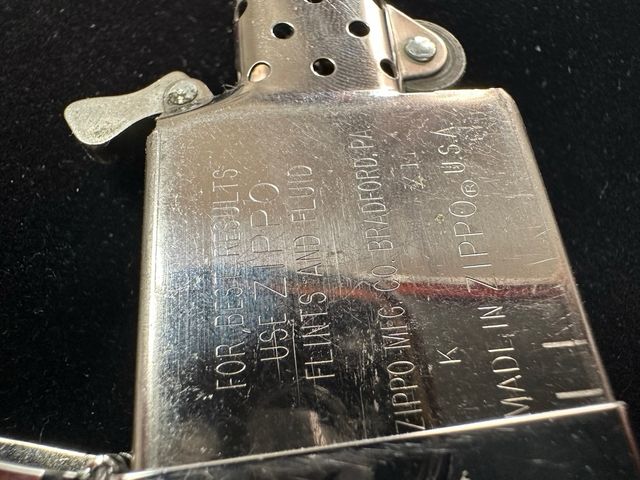 FOR BEST RESULTS
USE ZIPPO
FLINTS AND FLUID
ZIPPO MFG. CO. BRADFORD, PA.
K
ZIPPO® U.S.A.
MADE IN